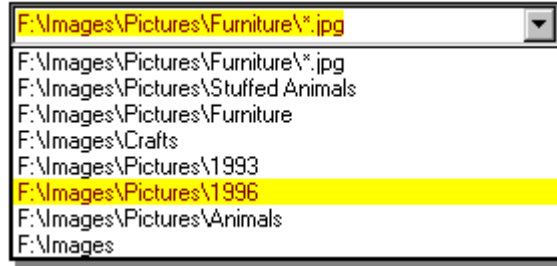 F:\Images\Pictures\Furniture\*.jpg
F:\Images\Pictures\Furniture\*.jpg
F:\Images\Pictures\Stuffed Animals
F:\Images\Pictures\Furniture
F:\Images\Crafts
F:\Images\Pictures\1993
F:\Images\Pictures\1996
F:\Images\Pictures\Animals
F:\Images